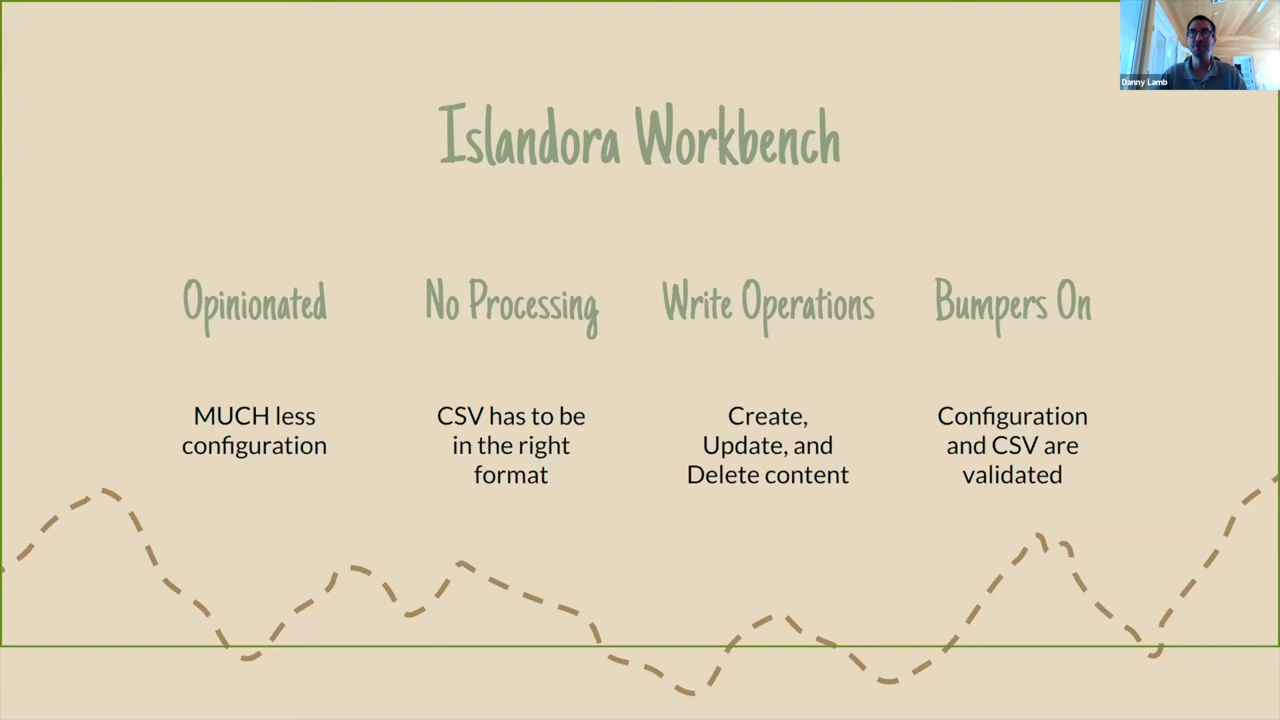 Danny Lamb
Islandora Workbench
Opinionated
MUCH less
configuration
No Processing
CSV has to be
in the right
format
Write Operations
Create,
Update, and
Delete content
Bumpers On
Configuration
and CSV are
validated